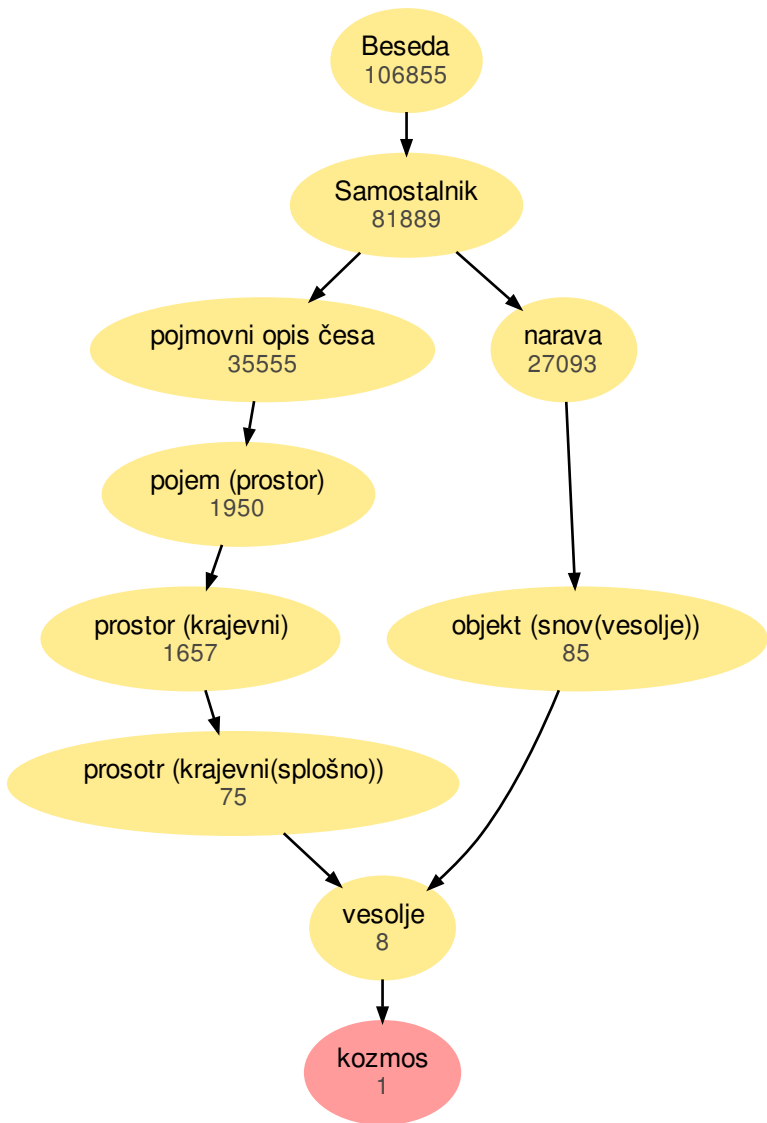 Beseda
106855
Samostalnik
81889
pojmovni opis česa
35555
narava
27093
pojem (prostor)
1950
prostor (krajevni)
1657
objekt (snov(vesolje))
85
prosotr (krajevni(splošno))
75
vesolje
8
kozmos
1